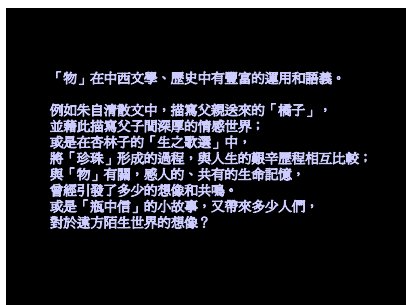 「物」在中西文學、歷史中有豐富的運用和語義。
例如朱自清散文中，描寫父親送來的「橘子」，
並藉此描寫父子間深厚的情感世界；
或是在杏林子的「生之歌選」中，
將「珍珠」形成的過程，與人生的艱辛歷程相互比較；
與「物」有關，感人的、共有的生命記憶，
曾經引發了多少的想像和共鳴。
或是「瓶中信」的小故事，又帶來多少人們，
對於遠方陌生世界的想像？